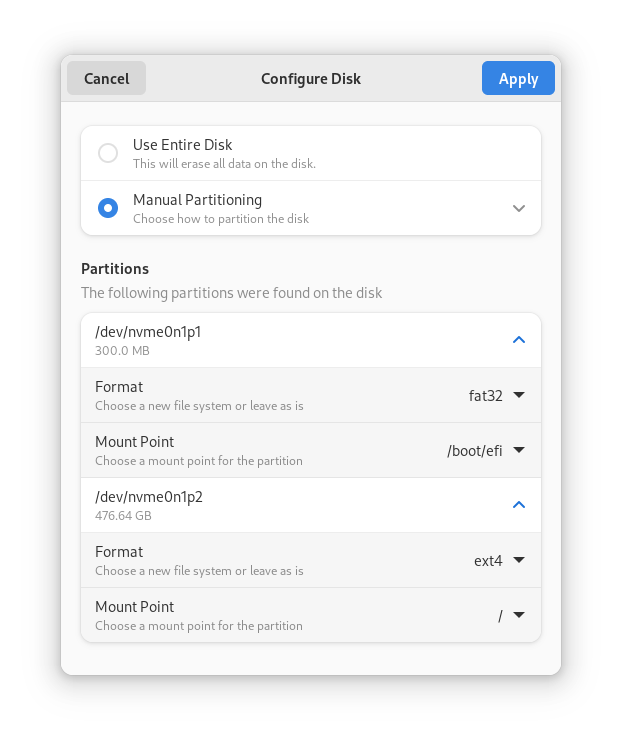 Cancel
Configure Disk
Apply
Use Entire Disk
This will erase all data on the disk.
Manual Partitioning
Choose how to partition the disk
Partitions
The following partitions were found on the disk
/dev/nvme0n1p1
300.0 MB
Format
Choose a new file system or leave as is
fat32
Mount Point
Choose a mount point for the partition
/boot/efi
/dev/nvme0n1p2
476.64 GB
Format
Choose a new file system or leave as is
ext4
Mount Point
Choose a mount point for the partition
/